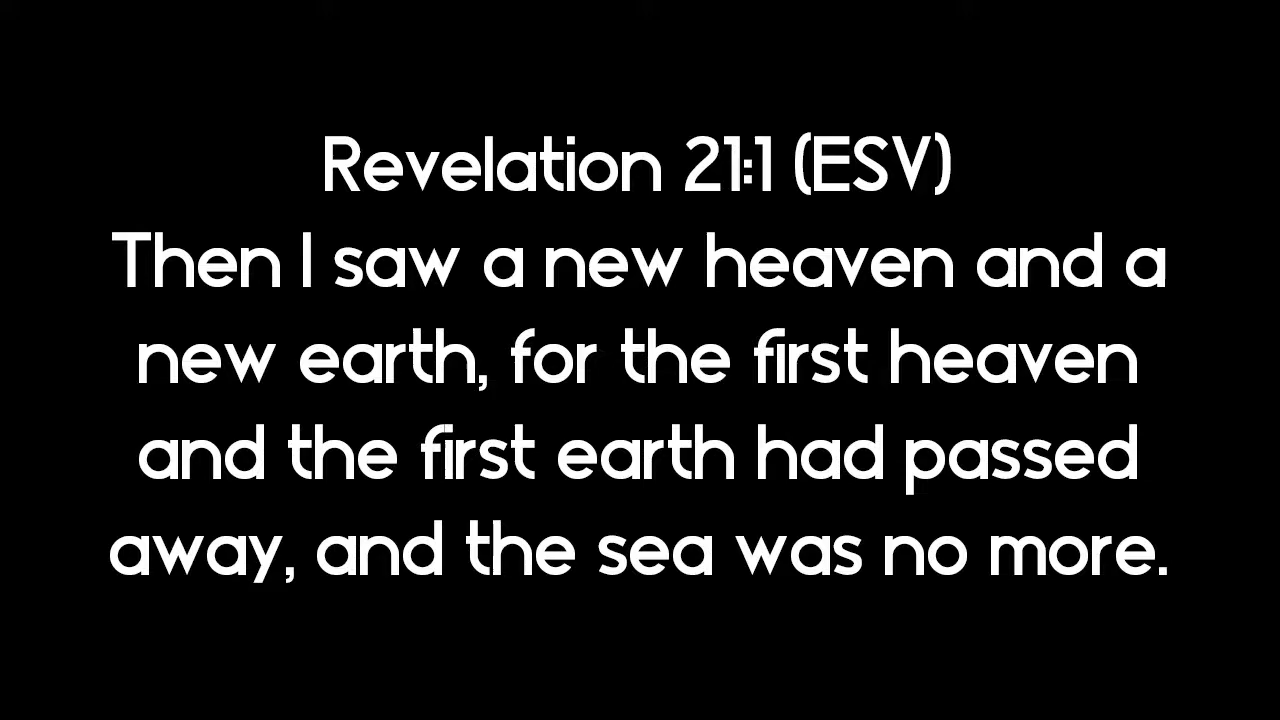 Revelation 21:1 (ESV)
Then I saw a new heaven and a
new earth, for the first heaven
and the first earth had passed
away, and the sea was no more.